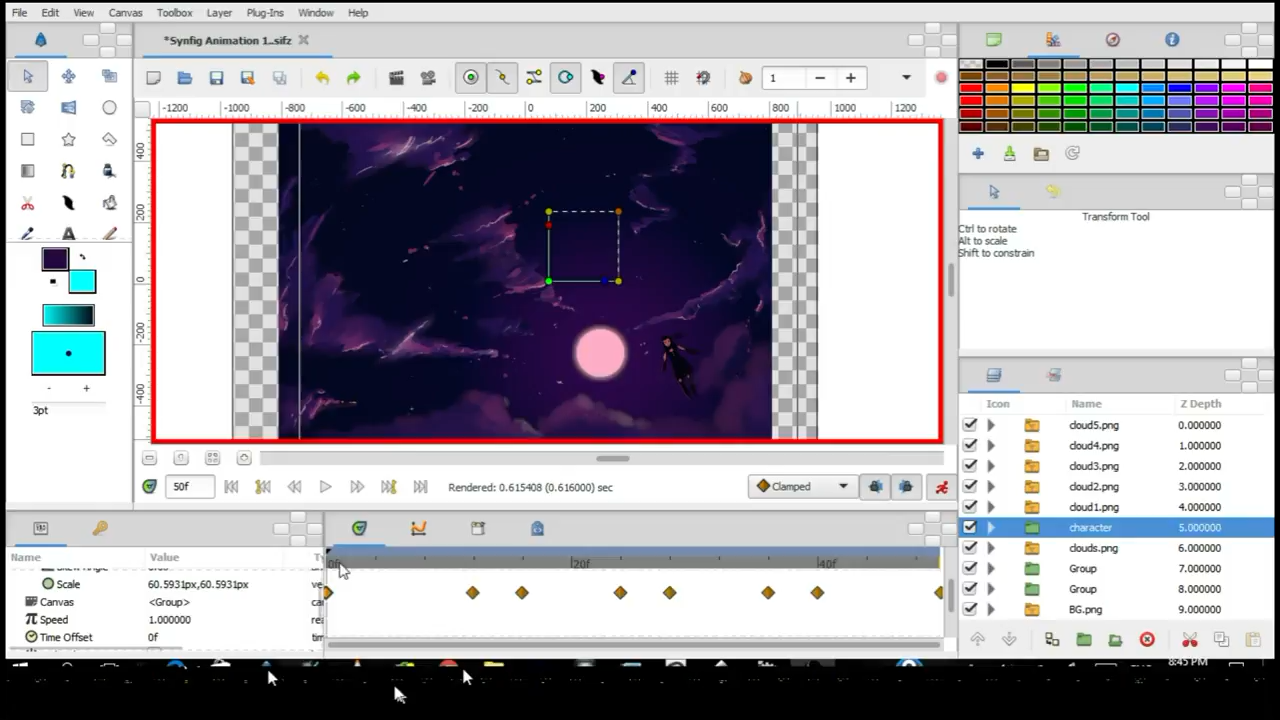 File Edit View Canvas Toolbox Layer Plug-Ins Window Help
*Synfig Animation 1..sifz
1
-1200 -1000 -800 -600 -400 -200 0 200 400 600 800 1000 1200
400
200
0
-200
-400
3pt
Transform Tool
Ctrl to rotate
Alt to scale
Shift to constrain
Icon Name Z Depth
cloud5.png 0.000000
cloud4.png 1.000000
cloud3.png 2.000000
cloud2.png 3.000000
cloud1.png 4.000000
character 5.000000
clouds.png 6.000000
Group 7.000000
Group 8.000000
BG.png 9.000000
50f
Rendered: 0.615408 (0.616000) sec
Clamped
Name Value
0f 20f 40f
Scale 60.5931px,60.5931px
Canvas <Group>
Speed 1.000000
Time Offset 0f
8:45 PM